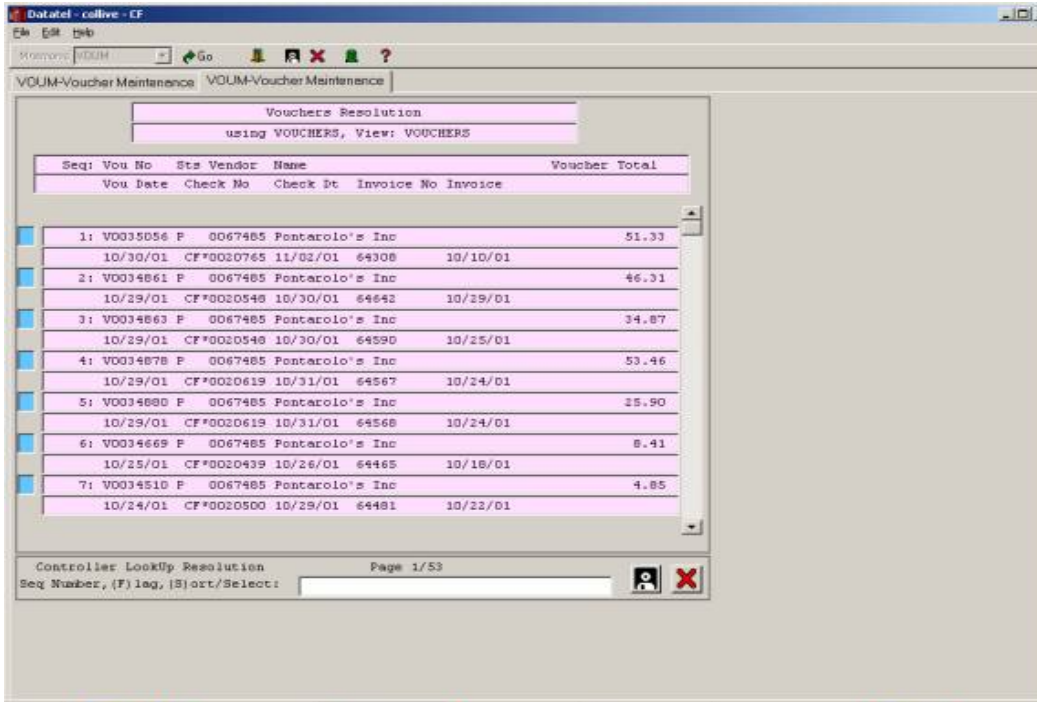 Datatel - collive - CF
File Edit Help
Mnemonic VOUM Go
VOUM-Voucher Maintenance VOUM-Voucher Maintenance
Vouchers Resolution
using VOUCHERS, View: VOUCHERS
Seq: Vou No Sts Vendor Name Voucher Total
Vou Date Check No Check Dt Invoice No Invoice
1: V0035056 P 0067485 Pontarolo's Inc 51.33
10/30/01 CF*0020765 11/02/01 64308 10/10/01
2: V0034861 P 0067485 Pontarolo's Inc 46.31
10/29/01 CF*0020548 10/30/01 64642 10/29/01
3: V0034863 P 0067485 Pontarolo's Inc 34.87
10/29/01 CF*0020548 10/30/01 64590 10/25/01
4: V0034878 P 0067485 Pontarolo's Inc 53.46
10/29/01 CF*0020619 10/31/01 64567 10/24/01
5: V0034880 P 0067485 Pontarolo's Inc 25.90
10/29/01 CF*0020619 10/31/01 64568 10/24/01
6: V0034669 P 0067485 Pontarolo's Inc 8.41
10/25/01 CF*0020439 10/26/01 64465 10/18/01
7: V0034510 P 0067485 Pontarolo's Inc 4.85
10/24/01 CF*0020500 10/29/01 64481 10/22/01
Controller LookUp Resolution Page 1/53
Seq Number,(F)lag,(S)ort/Select: